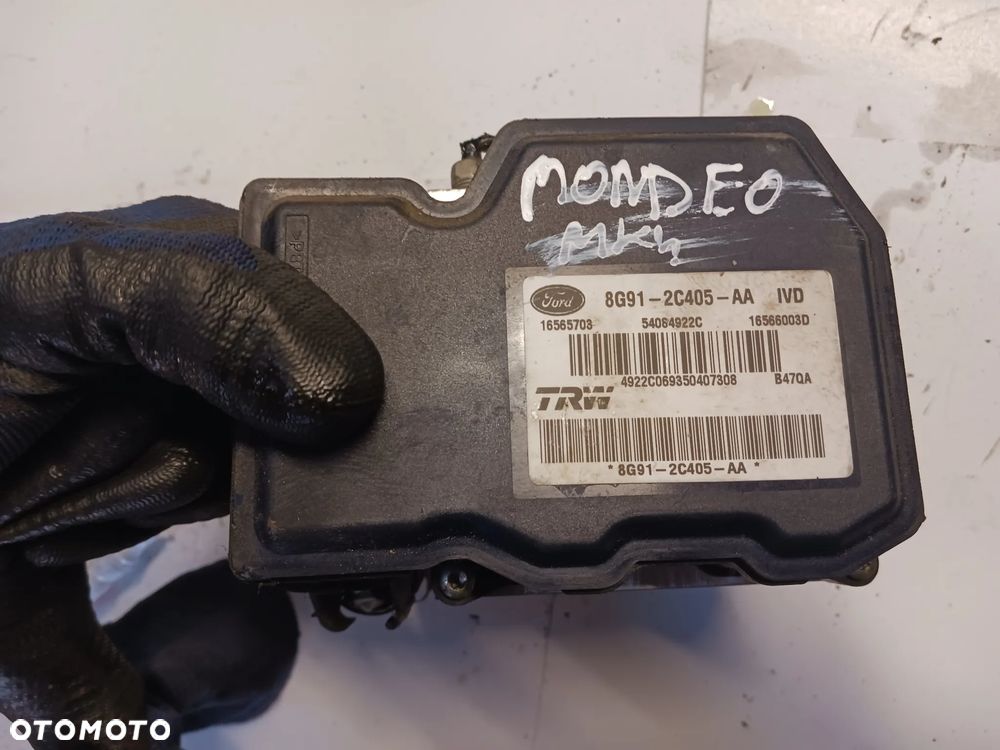 MONDEO
MK4
Ford 8G91-2C405-AA IVD
16565703 54084922C 16566003D
4922C069350407308 B47QA
TRW
*8G91-2C405-AA*
OTOMOTO